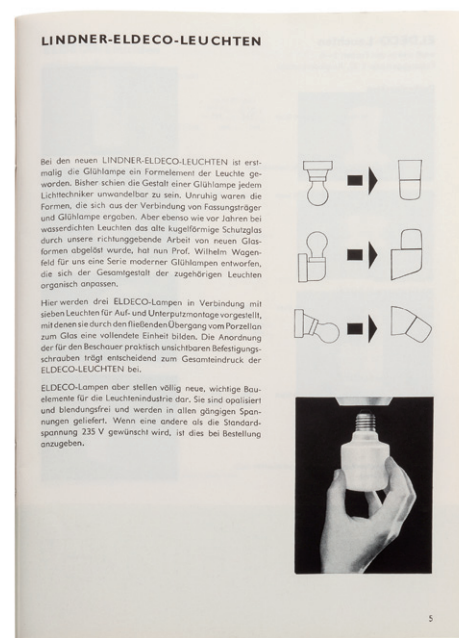 LINDNER-ELDECO-LEUCHTEN
Bei den neuen LINDNER-ELDECO-LEUCHTEN ist erst-
malig die Glühlampe ein Formelement der Leuchte ge-
worden. Bisher schien die Gestalt einer Glühlampe jedem
Lichttechniker unwandelbar zu sein. Unruhig waren die
Formen, die sich aus der Verbindung von Fassungsträger
und Glühlampe ergaben. Aber ebenso wie vor Jahren bei
wasserdichten Leuchten das alte kugelförmige Schutzglas
durch unsere richtunggebende Arbeit von neuen Glas-
formen abgelöst wurde, hat nun Prof. Wilhelm Wagen-
feld für uns eine Serie moderner Glühlampen entworfen,
die sich der Gesamtgestalt der zugehörigen Leuchten
organisch anpassen.
Hier werden drei ELDECO-Lampen in Verbindung mit
sieben Leuchten für Auf- und Unterputzmontage vorgestellt,
mit denen sie durch den fließenden Übergang vom Porzellan
zum Glas eine vollendete Einheit bilden. Die Anordnung
der für den Beschauer praktisch unsichtbaren Befestigungs-
schrauben trägt entscheidend zum Gesamteindruck der
ELDECO-LEUCHTEN bei.
ELDECO-Lampen aber stellen völlig neue, wichtige Bau-
elemente für die Leuchtenindustrie dar. Sie sind opalisiert
und blendungsfrei und werden in allen gängigen Span-
nungen geliefert. Wenn eine andere als die Standard-
spannung 235 V gewünscht wird, ist dies bei Bestellung
anzugeben.
5